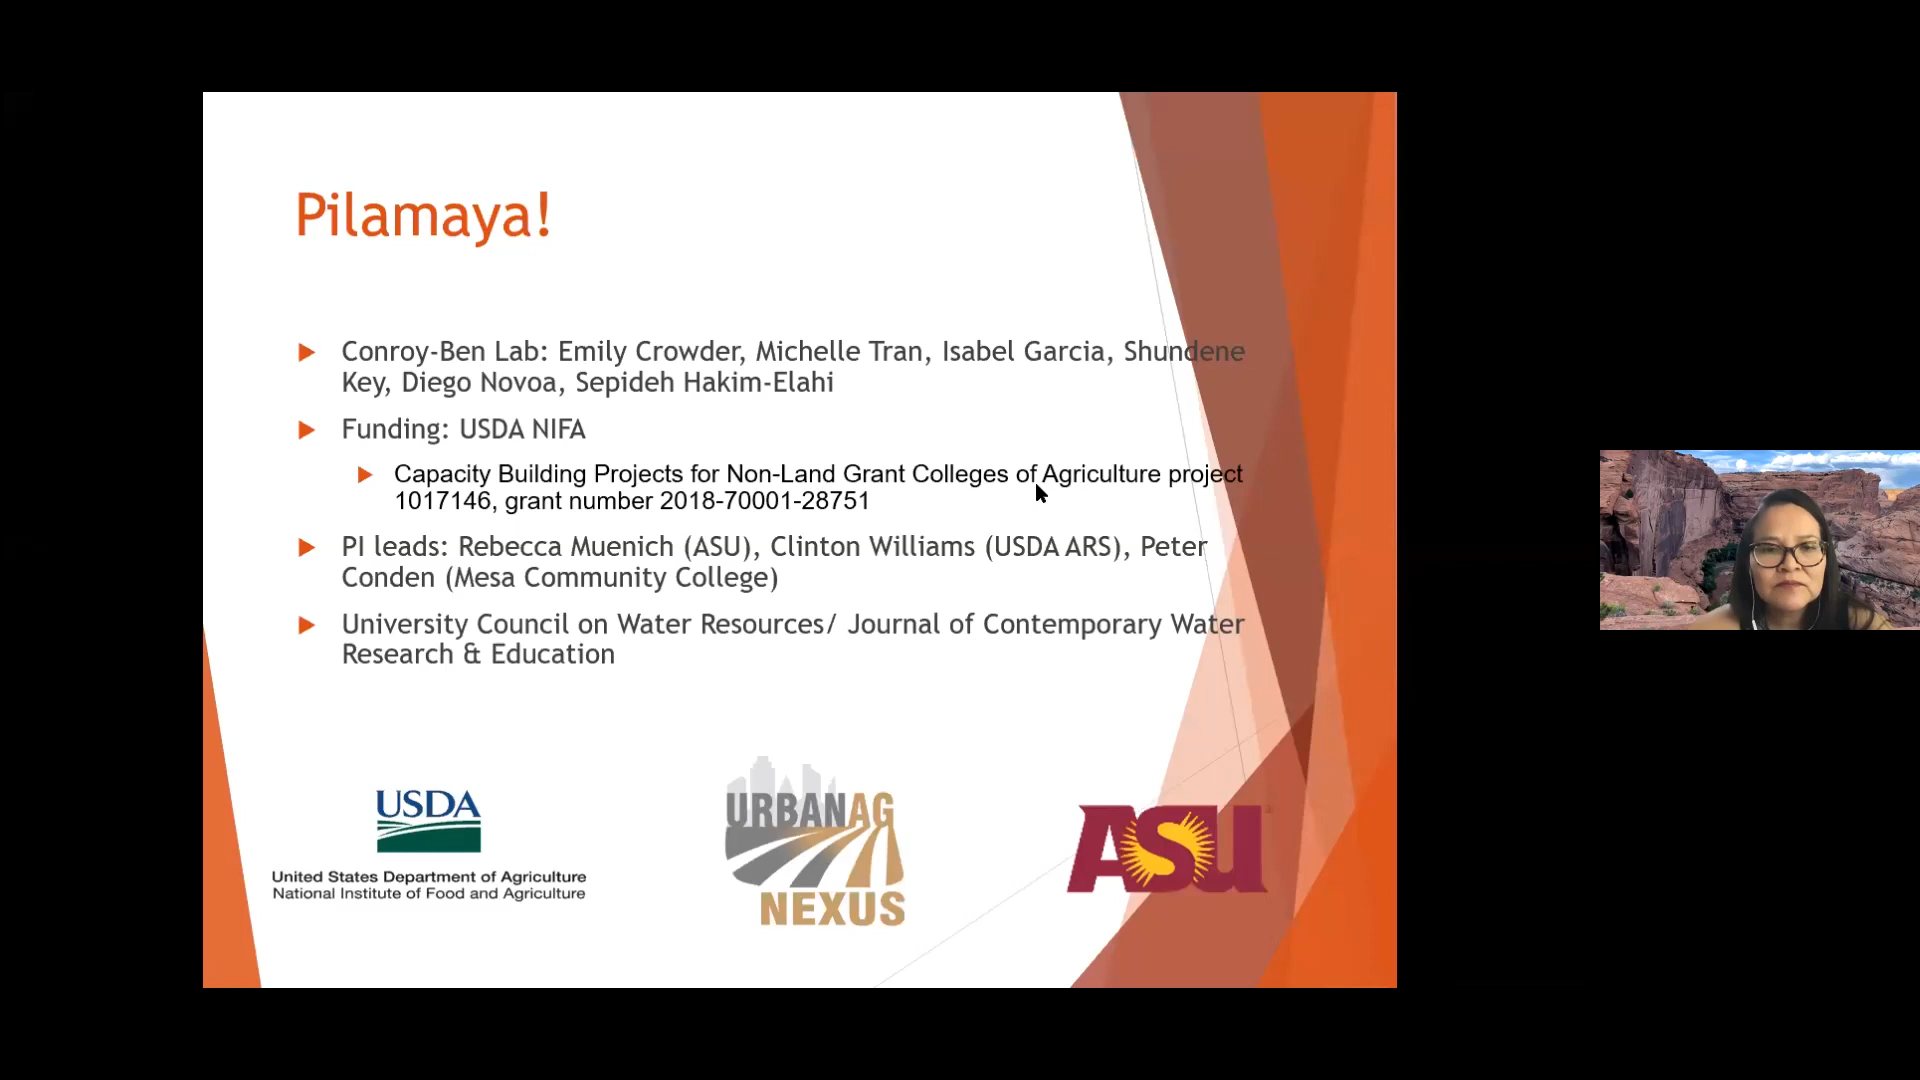 Pilamaya!
Conroy-Ben Lab: Emily Crowder, Michelle Tran, Isabel Garcia, Shundene
Key, Diego Novoa, Sepideh Hakim-Elahi
Funding: USDA NIFA
Capacity Building Projects for Non-Land Grant Colleges of Agriculture project
1017146, grant number 2018-70001-28751
PI leads: Rebecca Muenich (ASU), Clinton Williams (USDA ARS), Peter
Conden (Mesa Community College)
University Council on Water Resources/ Journal of Contemporary Water
Research & Education
USDA
United States Department of Agriculture
National Institute of Food and Agriculture
URBANAG
NEXUS
ASU